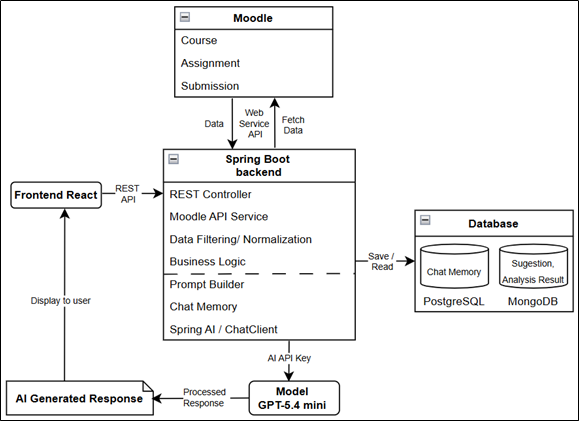 Moodle
Course
Assignment
Submission
Data
Web
Service
API
Fetch
Data
Spring Boot
backend
REST Controller
Moodle API Service
Data Filtering/ Normalization
Business Logic
Prompt Builder
Chat Memory
Spring AI / ChatClient
Frontend React
REST
API
Save /
Read
Database
Chat Memory
Sugestion,
Analysis Result
PostgreSQL
MongoDB
Display to user
AI API Key
AI Generated Response
Processed
Response
Model
GPT-5.4 mini